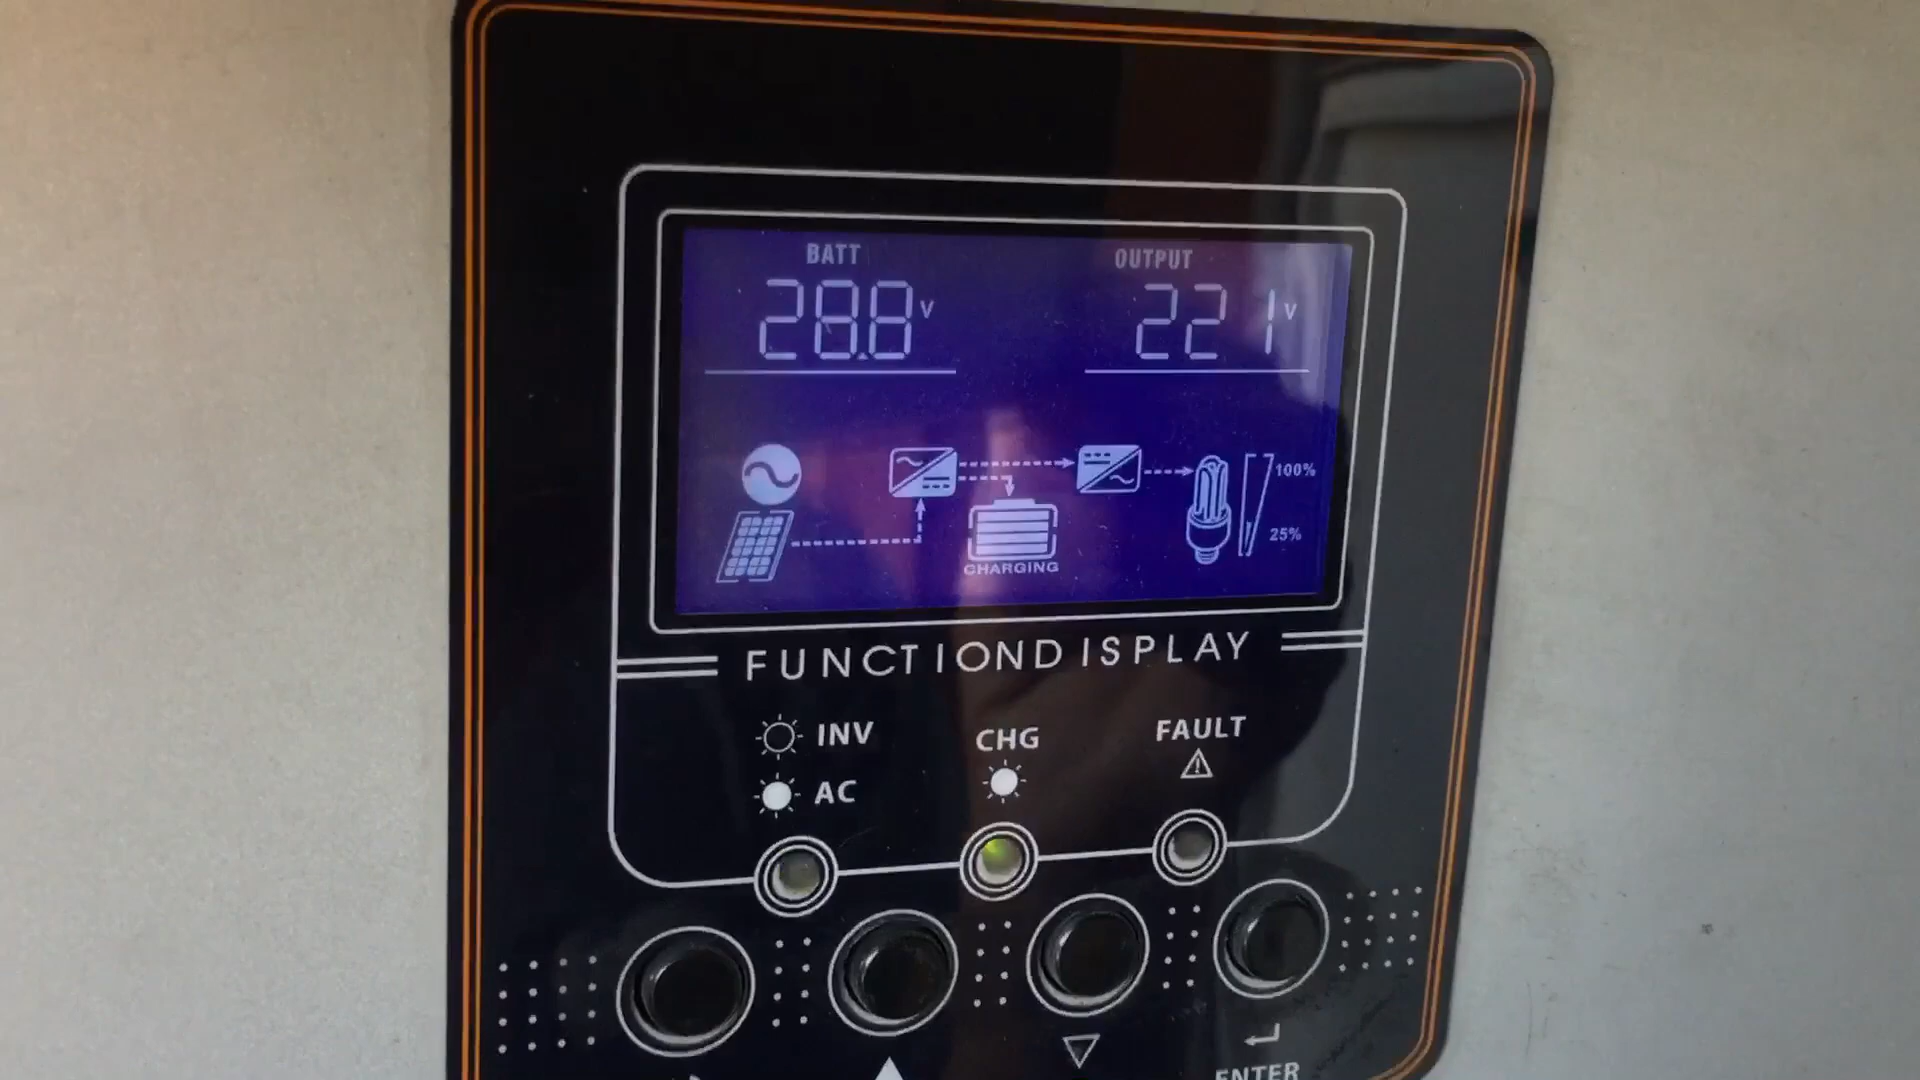 BATT OUTPUT
28.8V 221V
100%
25%
CHARGING
FUNCTIONDISPLAY
INV CHG FAULT
AC
ENTER